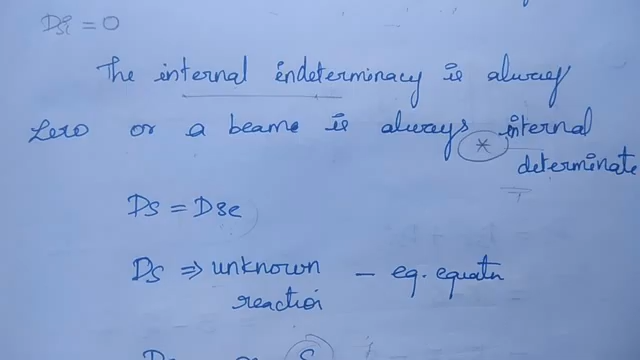 Dsi = 0
The internal indeterminacy is always
zero or a beam is always internal
*
determinate
Ds = Dse
Ds ⇒ unknown - eq. equatn
reaction